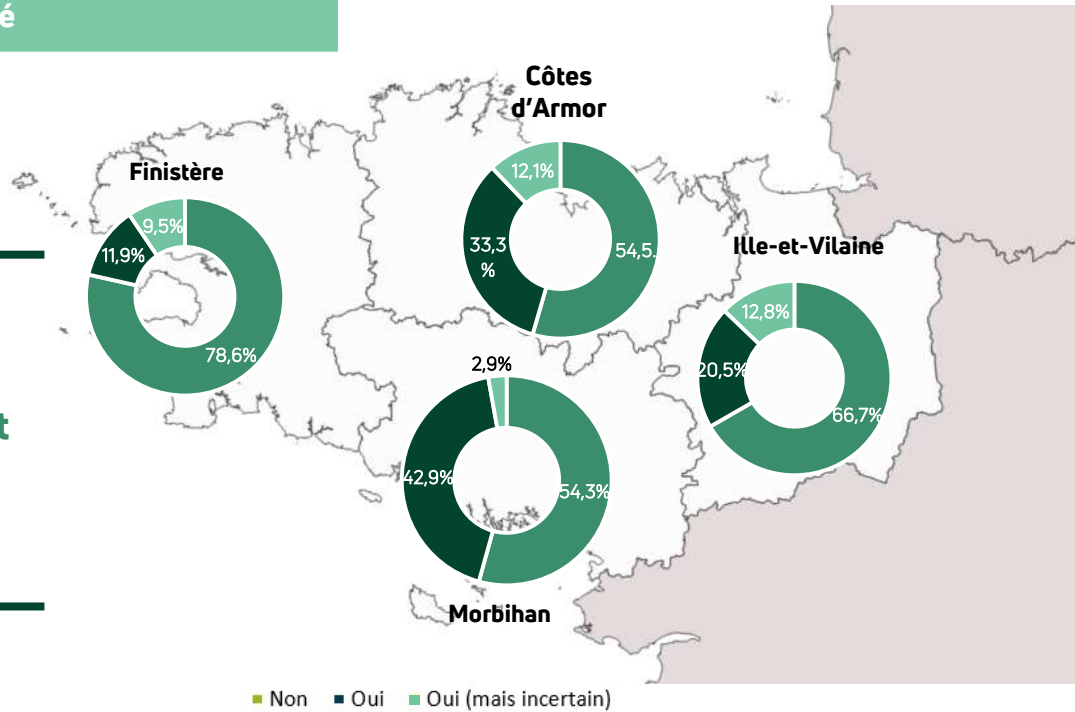 é
Côtes
d'Armor
Finistère
12,1%
9,5%
11,9%
33,3
%
54,5.
Ille-et-Vilaine
12,8%
78,6%
2,9%
20,5%
66,7%
t
42,9%
54,3%
Morbihan
Non Oui Oui (mais incertain)